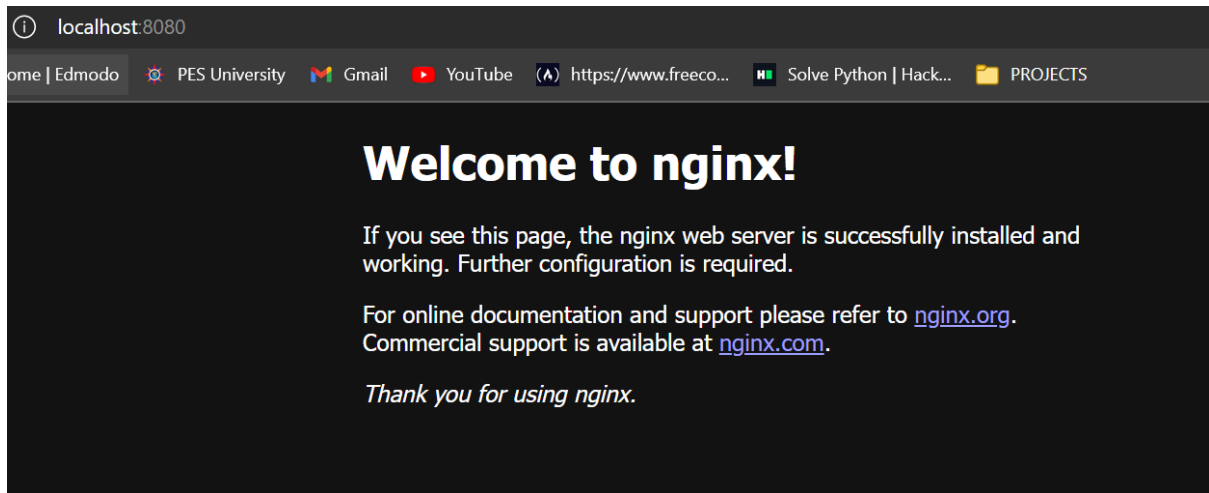 localhost:8080
ome | Edmodo PES University Gmail YouTube https://www.freeco... Solve Python | Hack... PROJECTS
Welcome to nginx!
If you see this page, the nginx web server is successfully installed and
working. Further configuration is required.
For online documentation and support please refer to nginx.org.
Commercial support is available at nginx.com.
Thank you for using nginx.